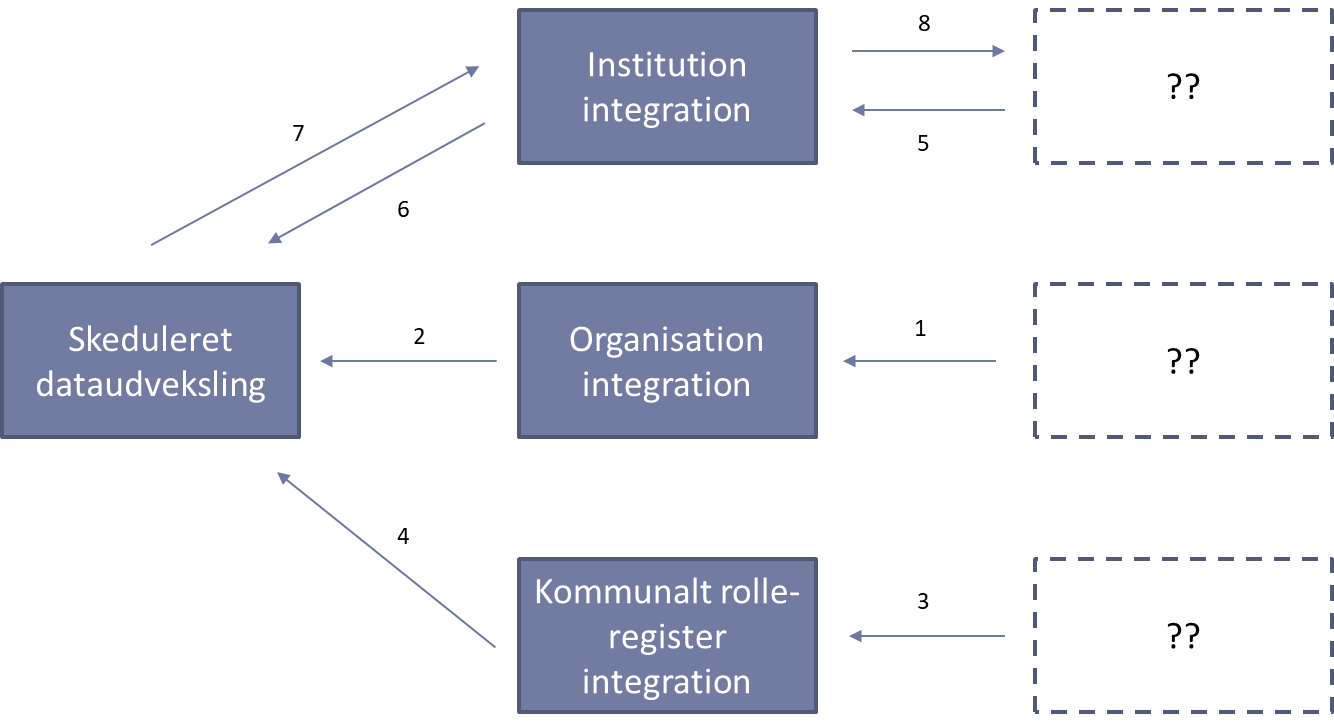 Institution
integration
8
5
??
7
6
Skeduleret
dataudveksling
2
Organisation
integration
1
??
4
Kommunalt rolle-
register
integration
3
??